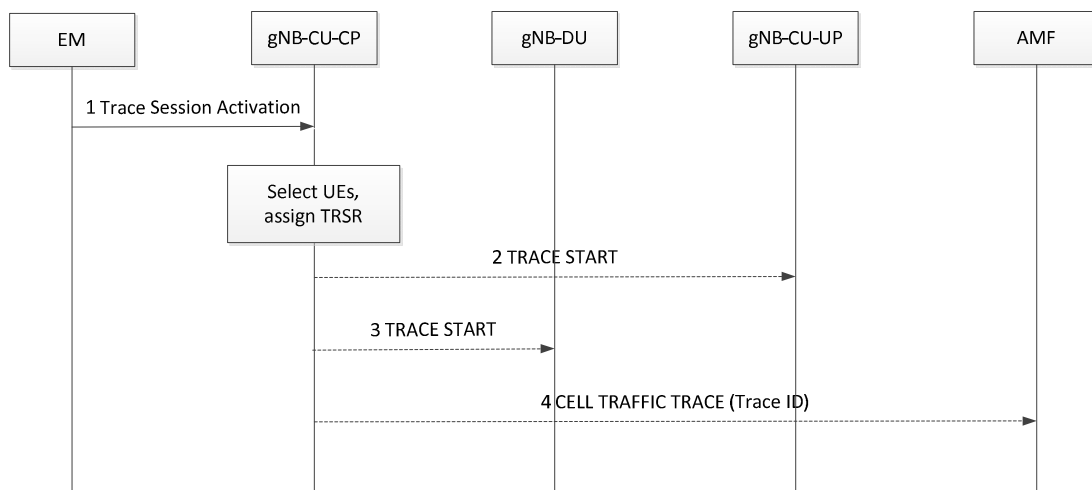 EM
gNB-CU-CP
gNB-DU
gNB-CU-UP
AMF
1 Trace Session Activation
Select UEs,
assign TRSR
2 TRACE START
3 TRACE START
4 CELL TRAFFIC TRACE (Trace ID)